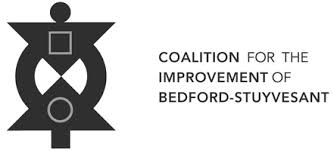 COALITION FOR THE
IMPROVEMENT OF
BEDFORD-STUYVESANT